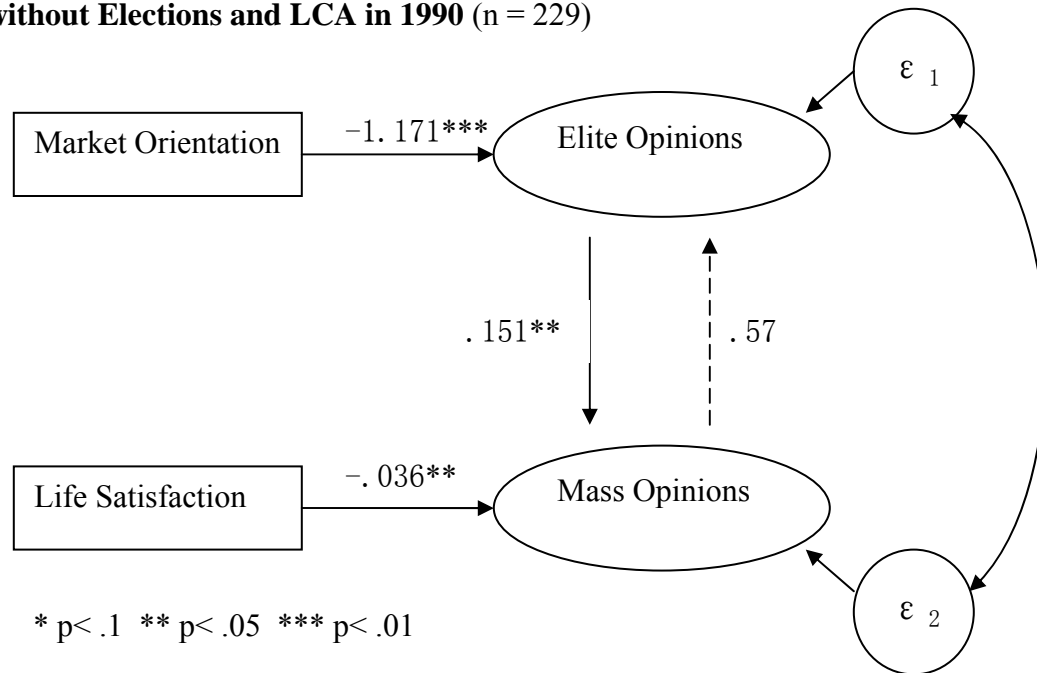 without Elections and LCA in 1990 (n = 229)
ε 1
Market Orientation
-1.171***
Elite Opinions
.151**
.57
Life Satisfaction
-.036**
Mass Opinions
ε 2
* p< .1 ** p< .05 *** p< .01